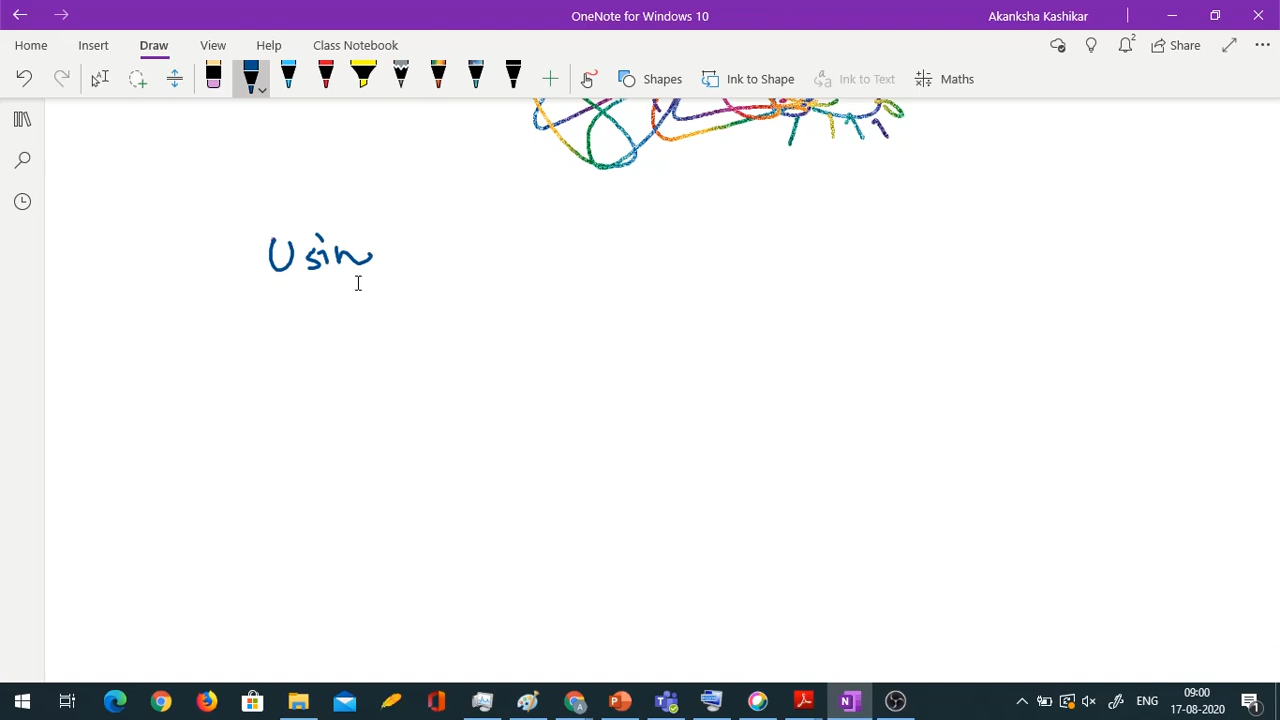 OneNote for Windows 10
Akanksha Kashikar
Home Insert Draw View Help Class Notebook
Share
Shapes Ink to Shape Ink to Text Maths
Usin
ENG
09:00
17-08-2020